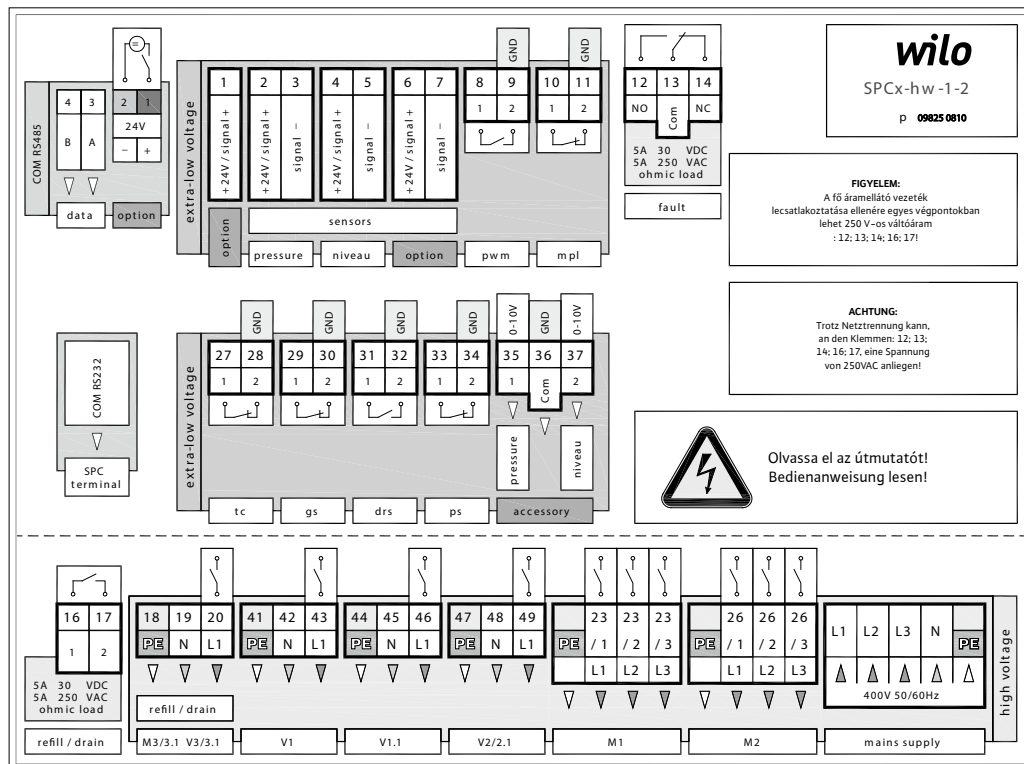 COM RS485
4 3
B A
data
2 1
24V
− +
option
extra-low voltage
1 2 3 4 5 6 7
+24V / signal +
+24V / signal +
signal −
+24V / signal +
signal −
+24V / signal +
signal −
option
sensors
pressure
niveau
option
GND
8 9
1 2
pwm
GND
10 11
1 2
mpl
12 13 14
NO Com NC
5A 30 VDC
5A 250 VAC
ohmic load
fault
wilo
SPCx-hw -1-2
p 09825 0810
FIGYELEM:
A fő áramellátó vezeték
lecsatlakoztatása ellenére egyes végpontokban
lehet 250 V-os váltóáram
: 12; 13; 14; 16; 17!
ACHTUNG:
Trotz Netztrennung kann,
an den Klemmen: 12; 13;
14; 16; 17, eine Spannung
von 250VAC anliegen!
Olvassa el az útmutatót!
Bedienanweisung lesen!
COM RS232
SPC
terminal
extra-low voltage
GND
27 28
1 2
tc
GND
29 30
1 2
gs
GND
31 32
1 2
drs
GND
33 34
1 2
ps
0-10V GND 0-10V
35 36 37
1 Com 2
pressure
niveau
accessory
16 17
1 2
5A 30 VDC
5A 250 VAC
ohmic load
refill / drain
18 19 20
PE N L1
refill / drain
M3/3.1 V3/3.1
41 42 43
PE N L1
V1
44 45 46
PE N L1
V1.1
47 48 49
PE N L1
V2/2.1
23 23 23
PE / 1 / 2 / 3
L1 L2 L3
M1
26 26 26
PE / 1 / 2 / 3
L1 L2 L3
M2
L1 L2 L3 N PE
400V 50/60Hz
mains supply
high voltage